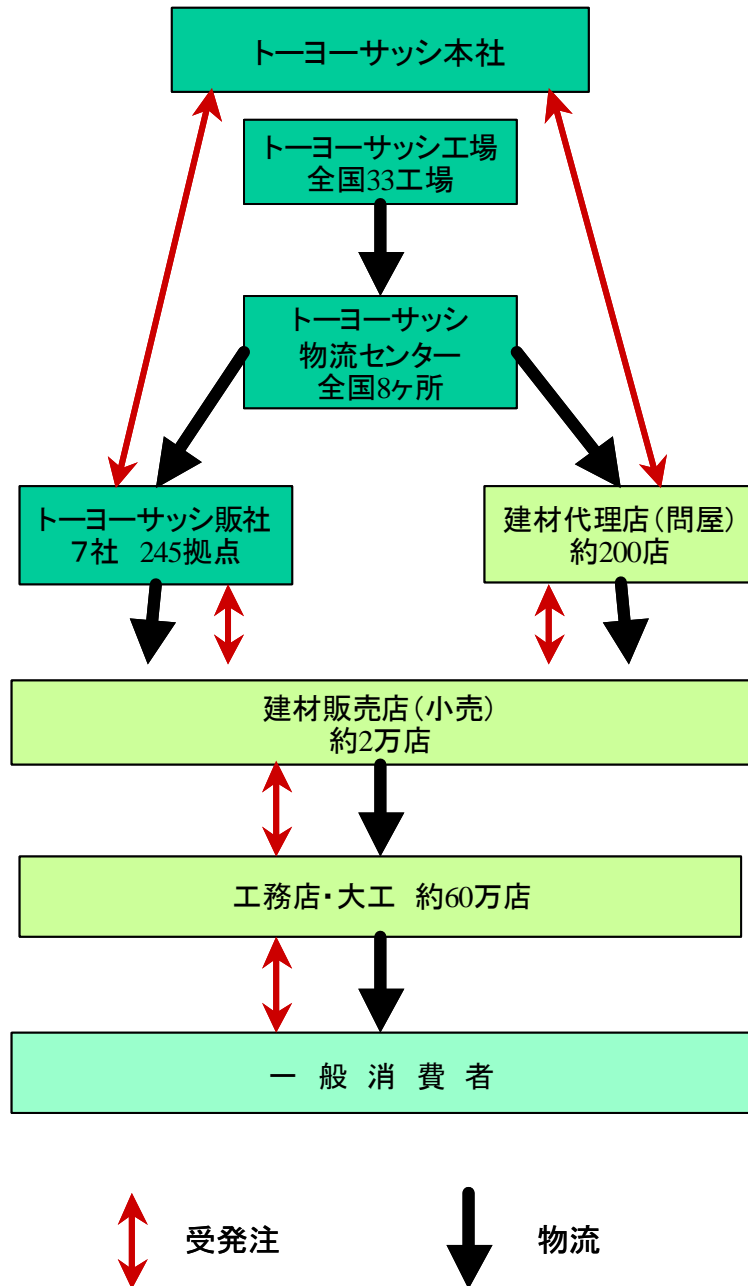 トーヨーサッシ本社
トーヨーサッシ工場
全国33工場
トーヨーサッシ
物流センター
全国8ヶ所
トーヨーサッシ販社
７社　245拠点
建材代理店（問屋）
約200店
建材販売店（小売）
約2万店
工務店・大工　約60万店
一　般　消　費　者
受発注
物流